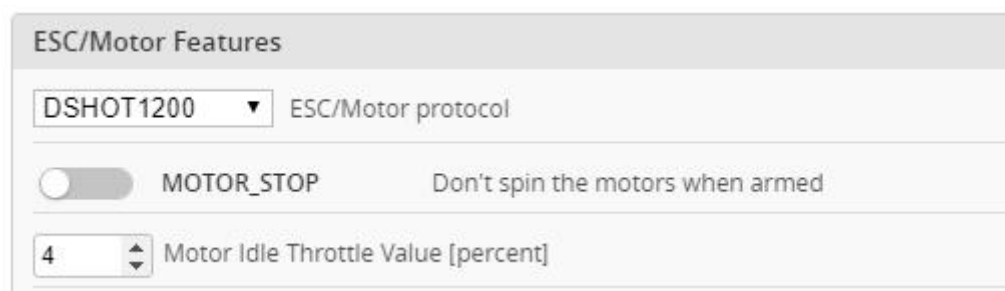 ESC/Motor Features
DSHOT1200 ESC/Motor protocol
MOTOR_STOP Don't spin the motors when armed
4 Motor Idle Throttle Value [percent]